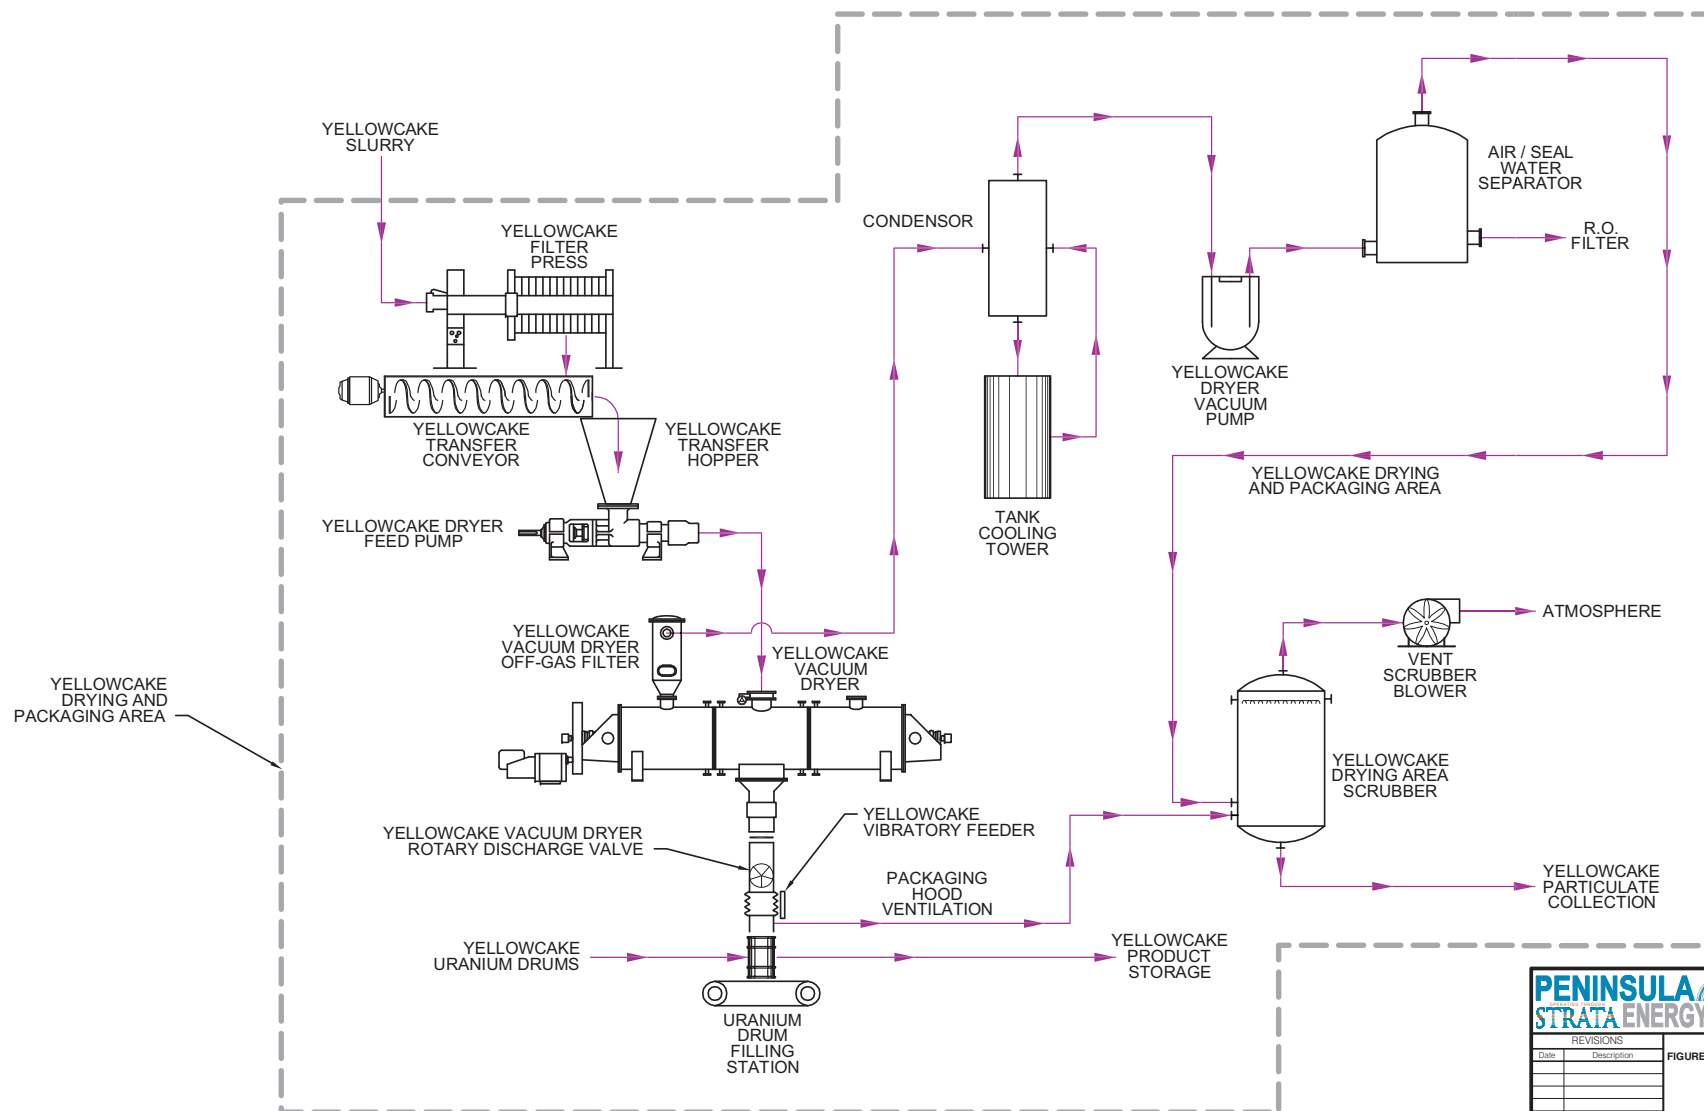 YELLOWCAKE
SLURRY
YELLOWCAKE
FILTER
PRESS
YELLOWCAKE
TRANSFER
CONVEYOR
YELLOWCAKE
TRANSFER
HOPPER
YELLOWCAKE DRYER
FEED PUMP
CONDENSOR
TANK
COOLING
TOWER
YELLOWCAKE
DRYER
VACUUM
PUMP
AIR / SEAL
WATER
SEPARATOR
R.O.
FILTER
YELLOWCAKE DRYING
AND PACKAGING AREA
YELLOWCAKE
VACUUM DRYER
OFF-GAS FILTER
YELLOWCAKE
VACUUM
DRYER
YELLOWCAKE
DRYING AND
PACKAGING AREA
ATMOSPHERE
VENT
SCRUBBER
BLOWER
YELLOWCAKE
DRYING AREA
SCRUBBER
YELLOWCAKE VACUUM DRYER
ROTARY DISCHARGE VALVE
YELLOWCAKE
VIBRATORY FEEDER
PACKAGING
HOOD
VENTILATION
YELLOWCAKE
PARTICULATE
COLLECTION
YELLOWCAKE
URANIUM DRUMS
YELLOWCAKE
PRODUCT
STORAGE
URANIUM
DRUM
FILLING
STATION
PENINSULA
OPERATING THROUGH
STRATA ENERGY
REVISIONS
Date Description
FIGURE